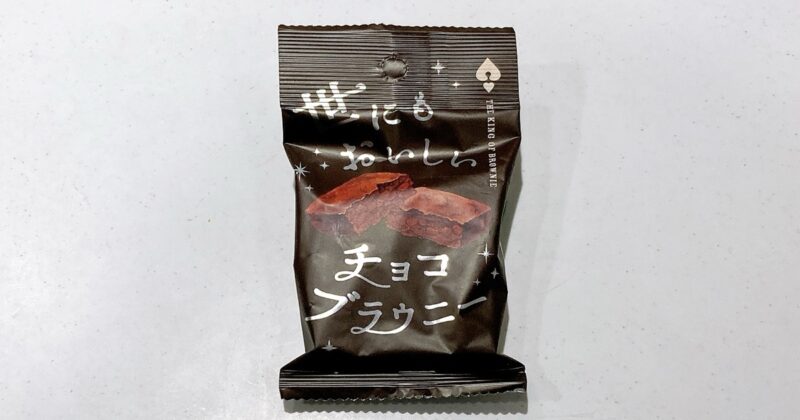 世にも
おいしい
チョコ
ブラウニー
THE KING OF BROWNIE